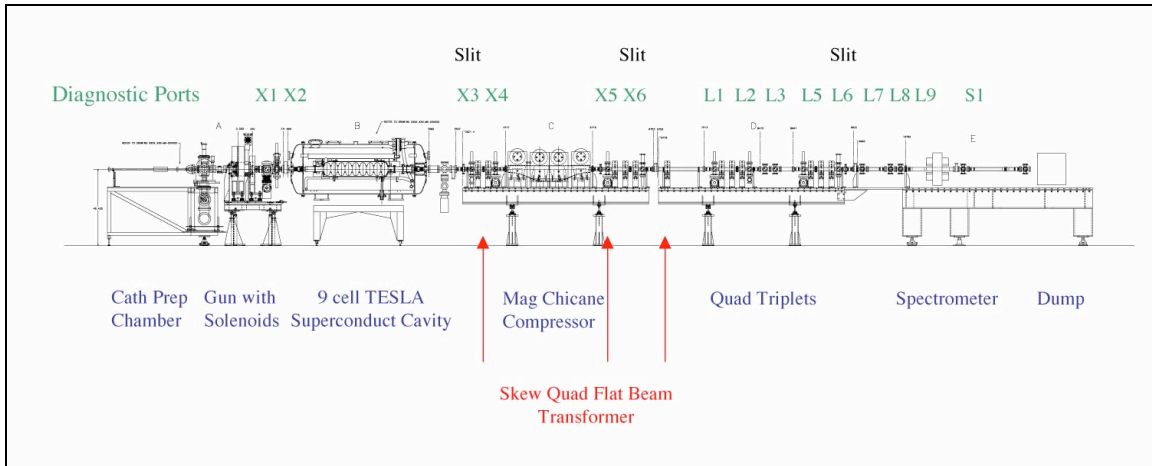 Slit Slit Slit
Diagnostic Ports X1 X2 X3 X4 X5 X6 L1 L2 L3 L5 L6 L7 L8 L9 S1
A B C D E
Cath Prep Chamber
Gun with Solenoids
9 cell TESLA Superconduct Cavity
Mag Chicane Compressor
Quad Triplets
Spectrometer
Dump
Skew Quad Flat Beam
Transformer